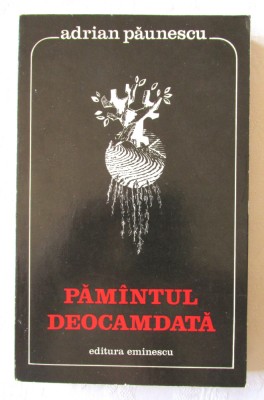 adrian păunescu
PĂMÎNTUL
DEOCAMDATĂ
editura eminescu